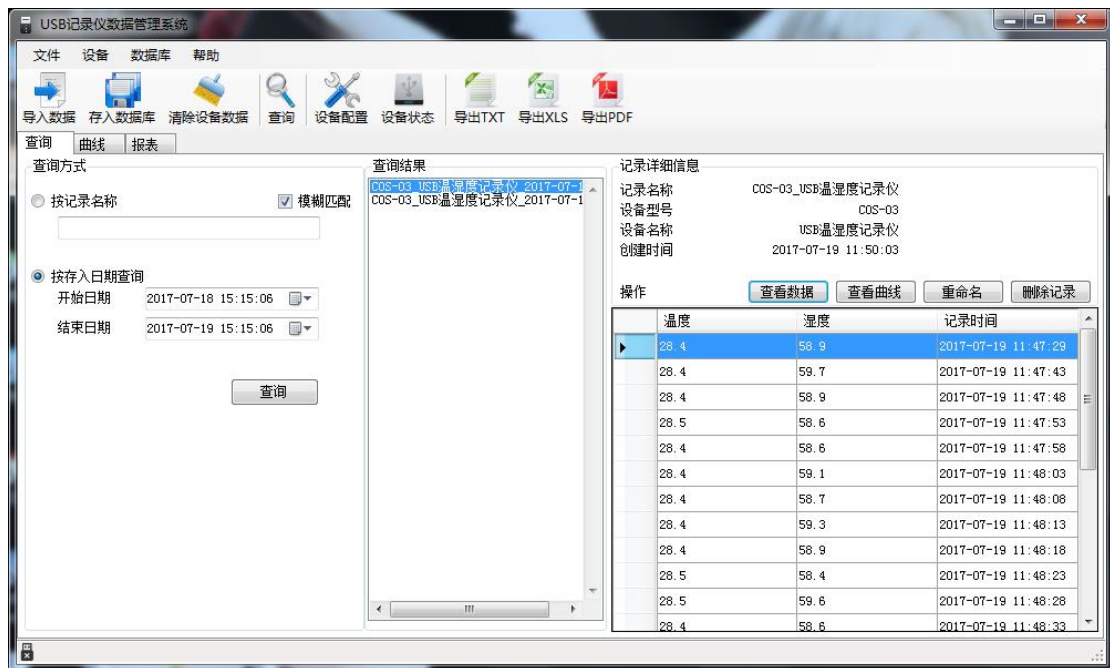 USB记录仪数据管理系统
文件 设备 数据库 帮助
导入数据 存入数据库 清除设备数据 查询 设备配置 设备状态 导出TXT 导出XLS 导出PDF
查询 曲线 报表
查询方式
按记录名称 模糊匹配
按存入日期查询
开始日期 2017-07-18 15:15:06
结束日期 2017-07-19 15:15:06
查询
查询结果
COS-03_USB温湿度记录仪_2017-07-1
COS-03_USB温湿度记录仪_2017-07-1
记录详细信息
记录名称 COS-03_USB温湿度记录仪
设备型号 COS-03
设备名称 USB温湿度记录仪
创建时间 2017-07-19 11:50:03
操作 查看数据 查看曲线 重命名 删除记录
温度 湿度 记录时间
28.4 58.9 2017-07-19 11:47:29
28.4 59.7 2017-07-19 11:47:43
28.4 58.9 2017-07-19 11:47:48
28.5 58.6 2017-07-19 11:47:53
28.4 58.6 2017-07-19 11:47:58
28.4 59.1 2017-07-19 11:48:03
28.4 58.7 2017-07-19 11:48:08
28.4 59.3 2017-07-19 11:48:13
28.4 58.9 2017-07-19 11:48:18
28.5 58.4 2017-07-19 11:48:23
28.5 59.6 2017-07-19 11:48:28
28.4 58.6 2017-07-19 11:48:33